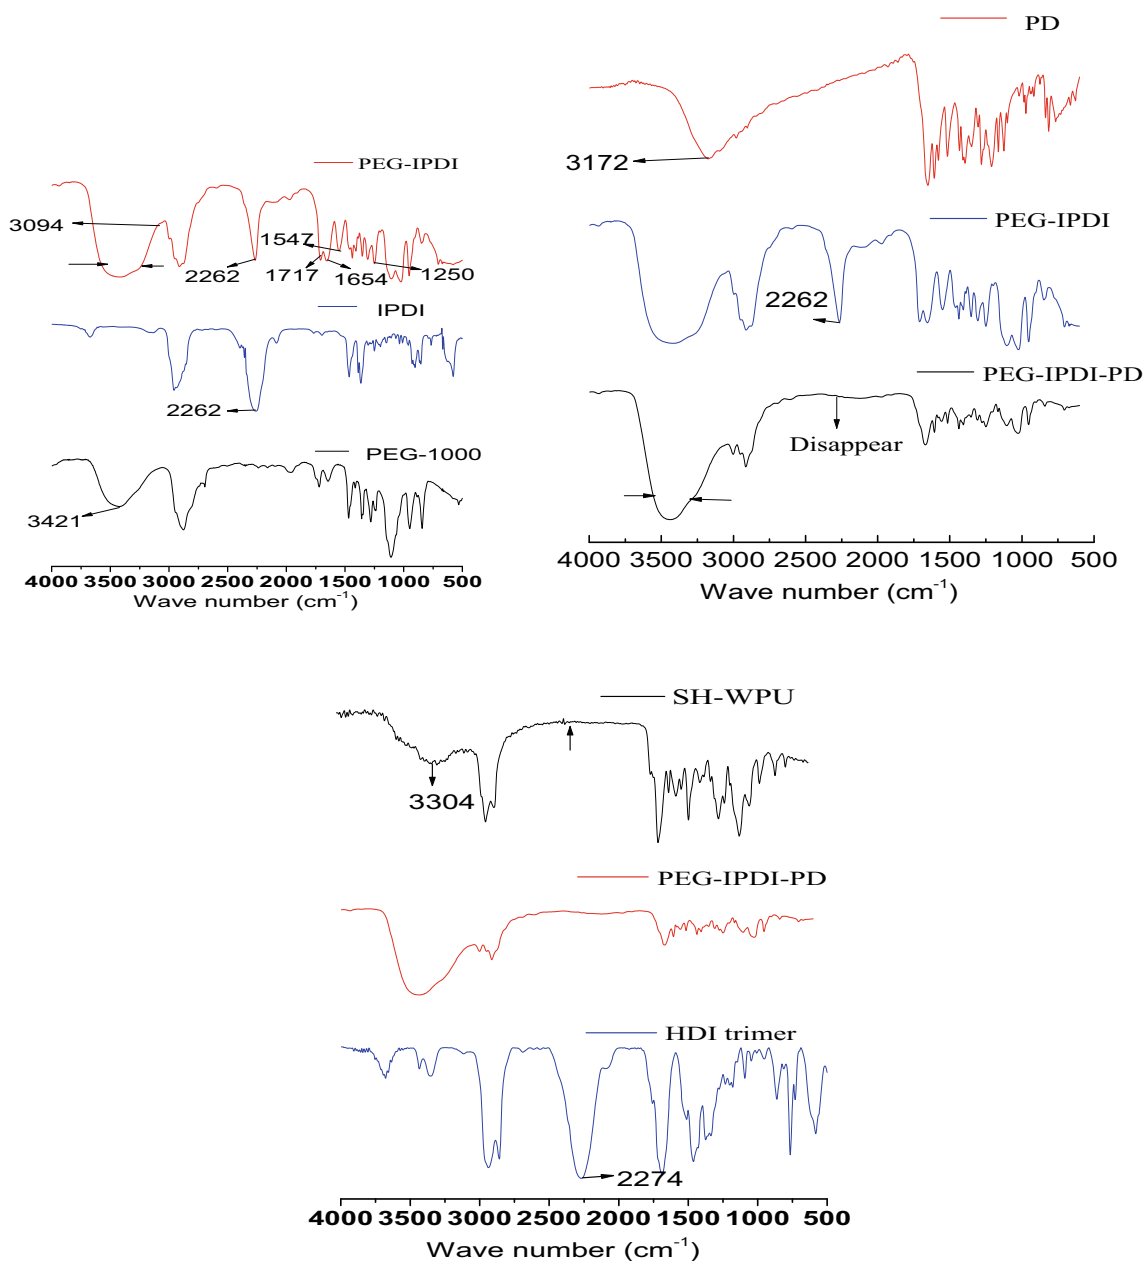 PEG-IPDI
3094
1547
2262
1717
1654
1250
IPDI
2262
PEG-1000
3421
4000 3500 3000 2500 2000 1500 1000 500
Wave number (cm⁻¹)
PD
3172
PEG-IPDI
2262
PEG-IPDI-PD
Disappear
4000 3500 3000 2500 2000 1500 1000 500
Wave number (cm⁻¹)
SH-WPU
3304
PEG-IPDI-PD
HDI trimer
2274
4000 3500 3000 2500 2000 1500 1000 500
Wave number (cm⁻¹)